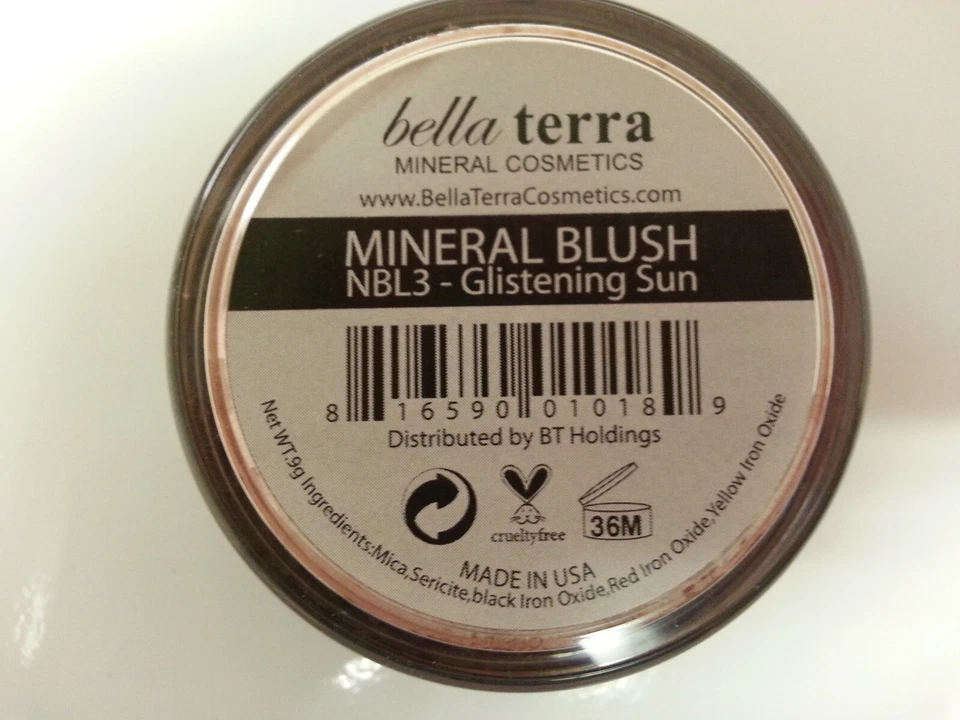 bella terra
MINERAL COSMETICS
www.BellaTerraCosmetics.com
MINERAL BLUSH
NBL3 - Glistening Sun
8 16590 01018 9
Distributed by BT Holdings
crueltyfree
36M
MADE IN USA
Net WT.9g Ingredients:Mica,Sericite,black Iron Oxide,Red Iron Oxide,Yellow Iron Oxide